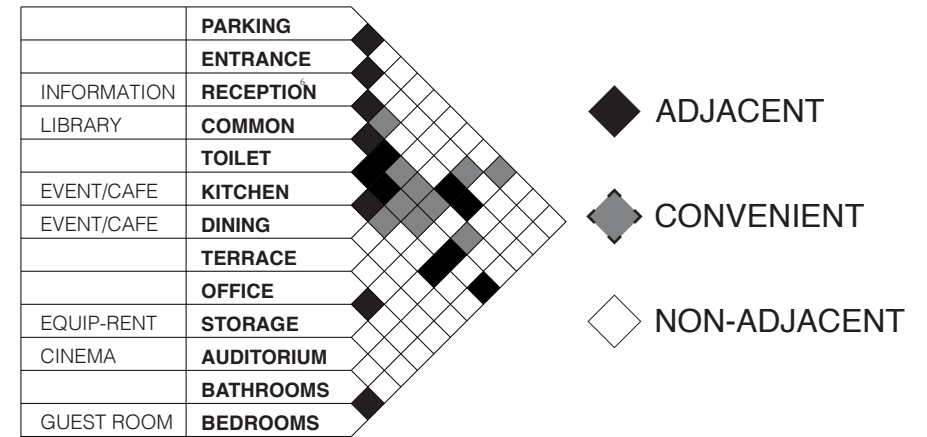 PARKING
ENTRANCE
INFORMATION RECEPTION 6
LIBRARY COMMON
TOILET
EVENT/CAFE KITCHEN
EVENT/CAFE DINING
TERRACE
OFFICE
EQUIP-RENT STORAGE
CINEMA AUDITORIUM
BATHROOMS
GUEST ROOM BEDROOMS
ADJACENT
CONVENIENT
NON-ADJACENT